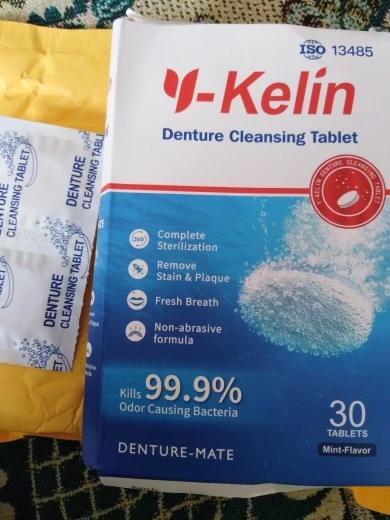 ISO 13485
Y-Kelin
Denture Cleansing Tablet
Y-KELIN DENTURE CLEANSING TABLET
360°
Complete
Sterilization
Remove
Stain & Plaque
Fresh Breath
Non-abrasive
formula
Kills 99.9%
Odor Causing Bacteria
30
TABLETS
Mint-Flavor
DENTURE-MATE
DENTURE
CLEANSING TABLET
DENTURE
CLEANSING TABLE
DENTURE
CLEANSING TABLET